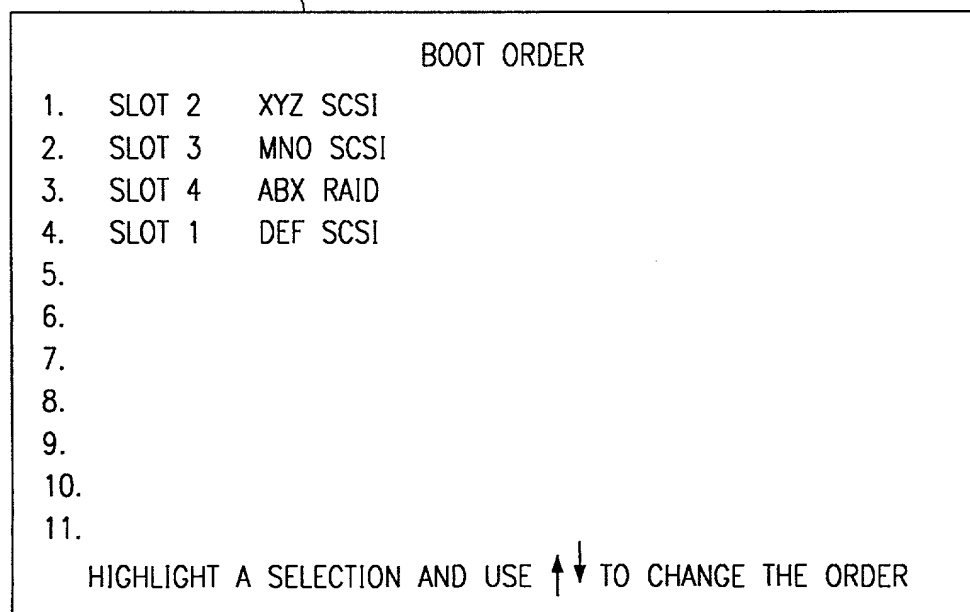 BOOT ORDER
1. SLOT 2 XYZ SCSI
2. SLOT 3 MNO SCSI
3. SLOT 4 ABX RAID
4. SLOT 1 DEF SCSI
5.
6.
7.
8.
9.
10.
11.
HIGHLIGHT A SELECTION AND USE ↑↓ TO CHANGE THE ORDER